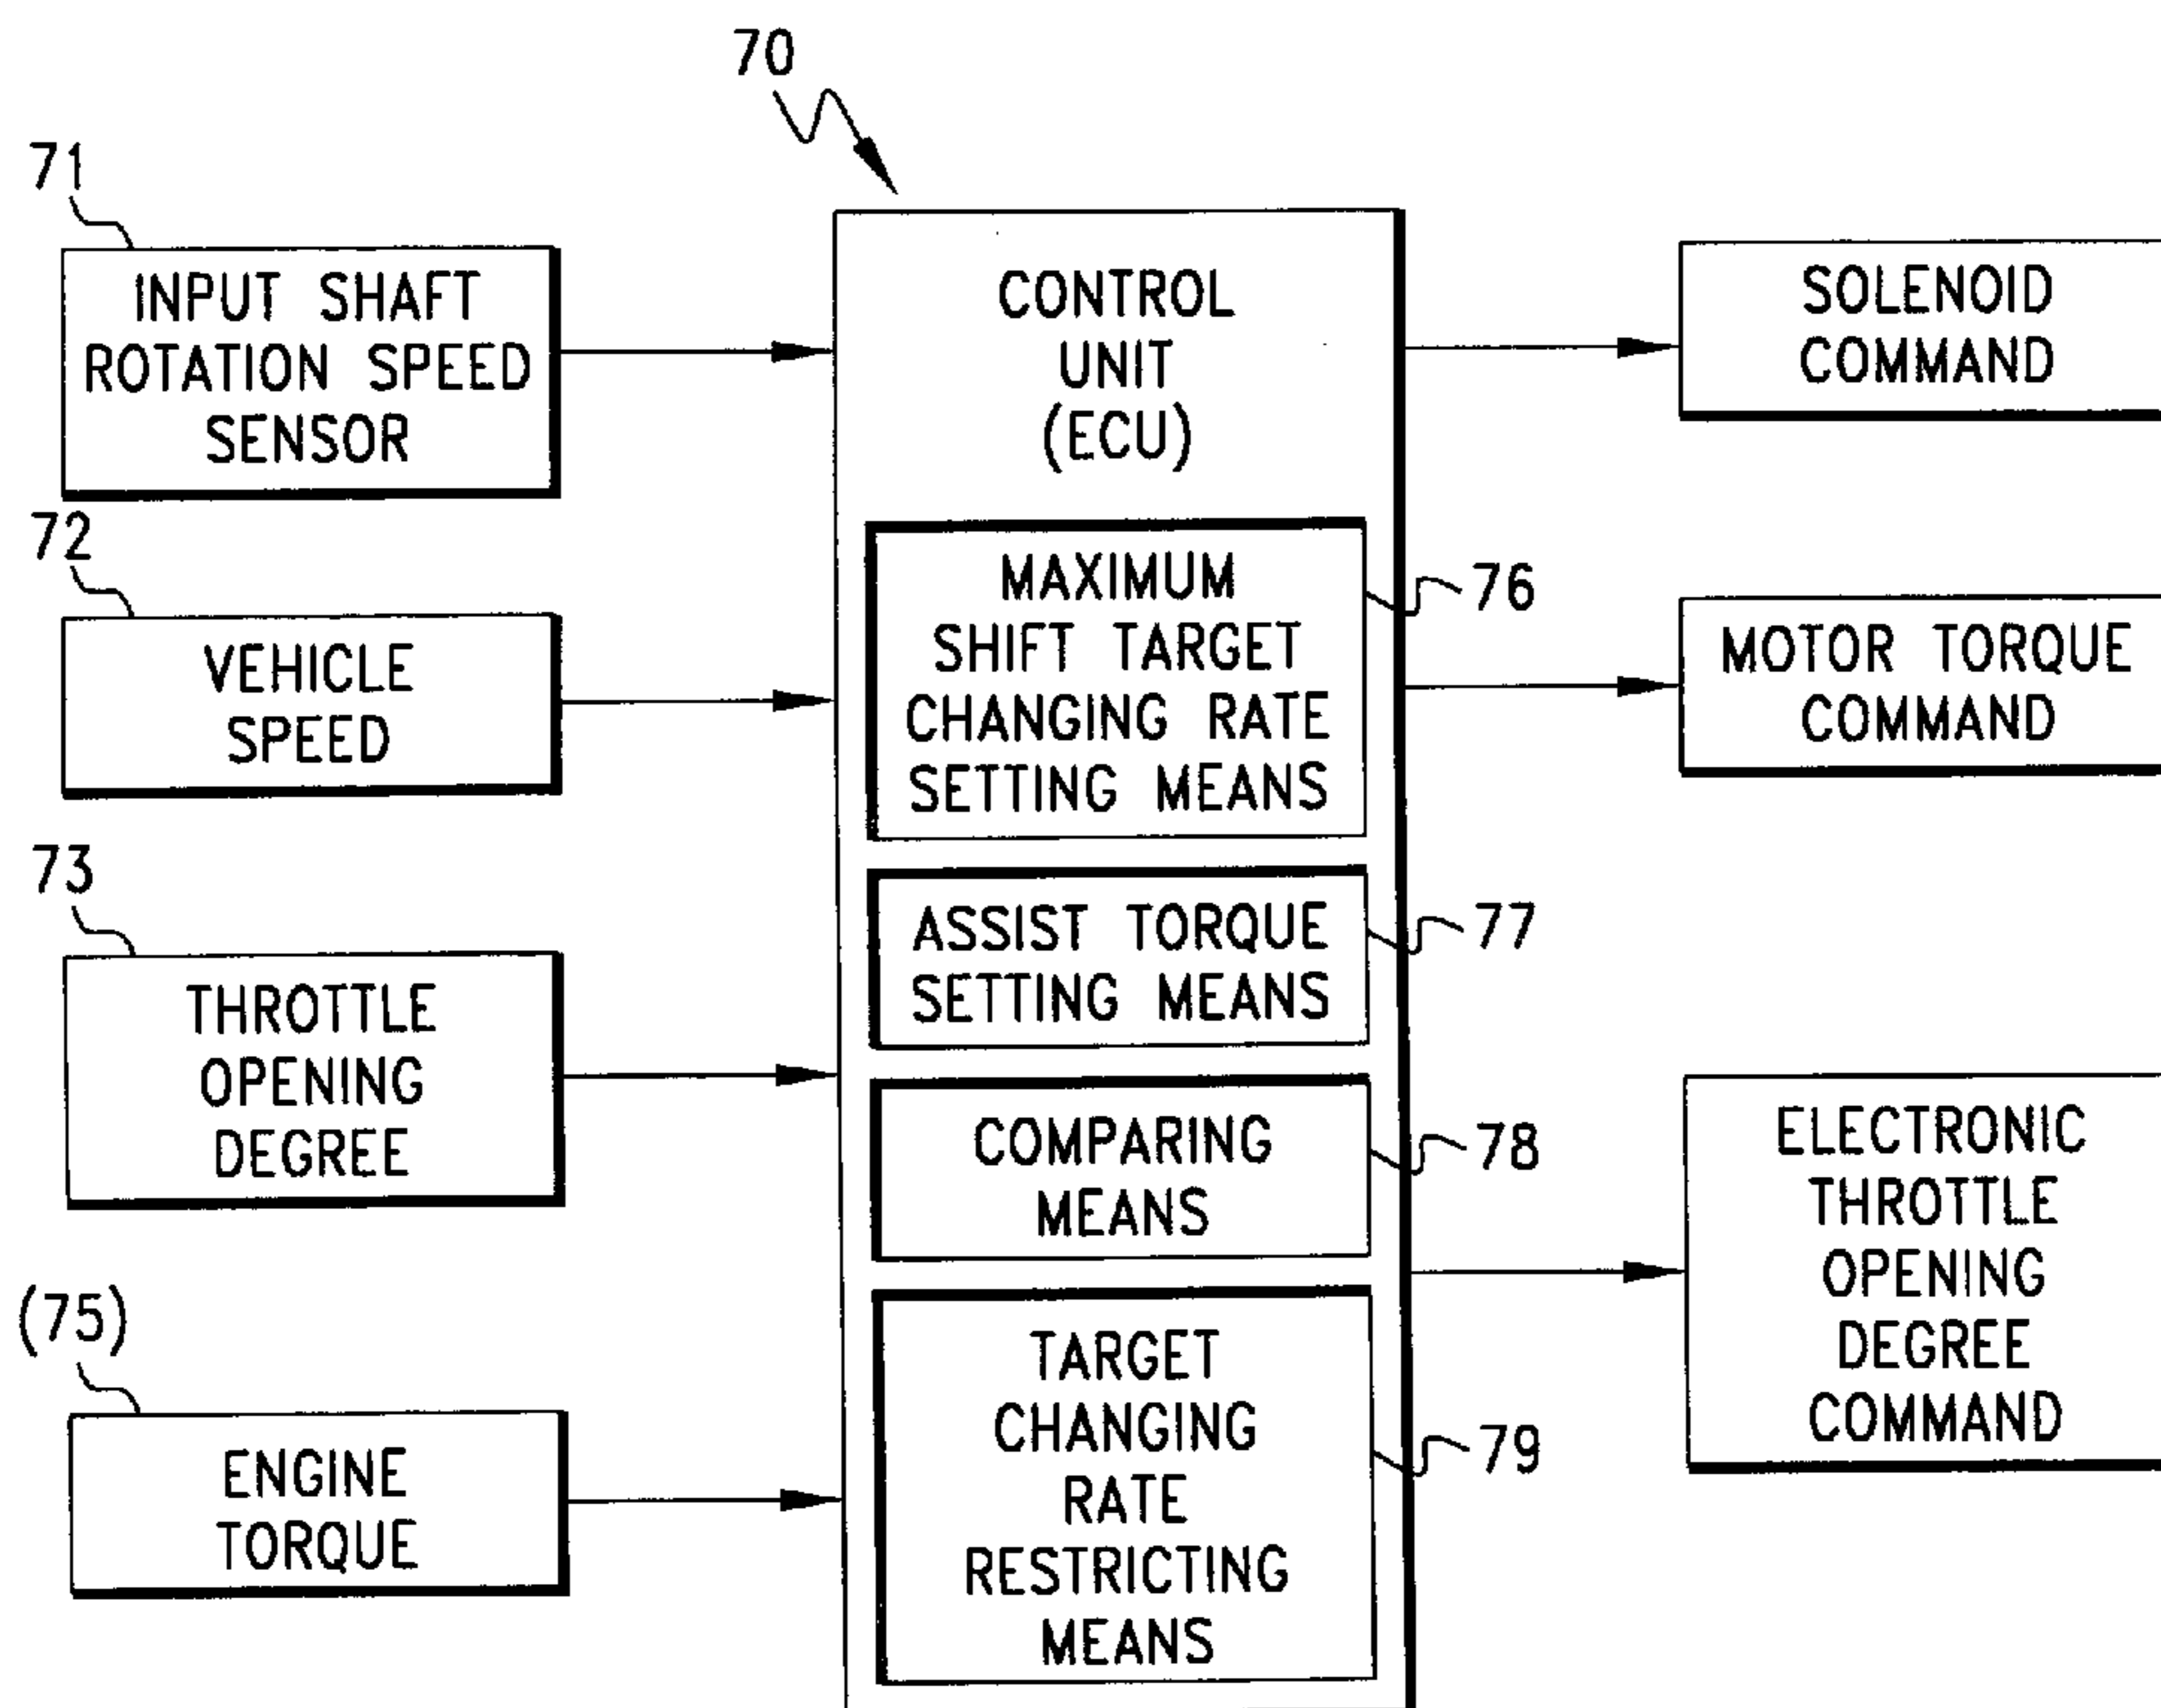 70
71
INPUT SHAFT
ROTATION SPEED
SENSOR
72
VEHICLE
SPEED
73
THROTTLE
OPENING
DEGREE
(75)
ENGINE
TORQUE
CONTROL
UNIT
(ECU)
MAXIMUM
SHIFT TARGET
CHANGING RATE
SETTING MEANS
76
ASSIST TORQUE
SETTING MEANS
77
COMPARING
MEANS
78
TARGET
CHANGING
RATE
RESTRICTING
MEANS
79
SOLENOID
COMMAND
MOTOR TORQUE
COMMAND
ELECTRONIC
THROTTLE
OPENING
DEGREE
COMMAND